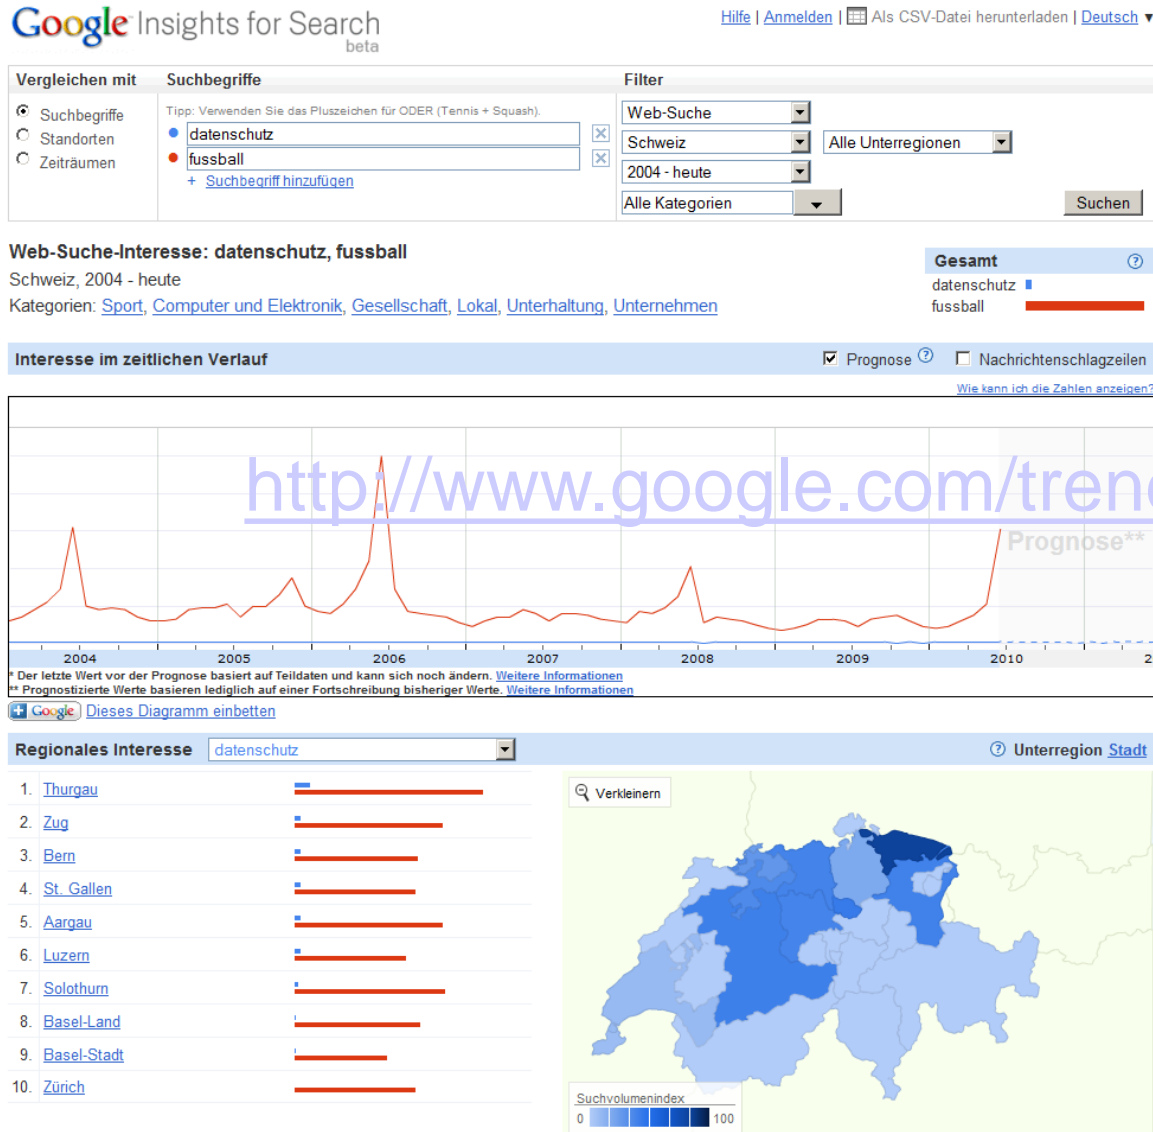 Google Insights for Search
beta
Hilfe | Anmelden | Als CSV-Datei herunterladen | Deutsch ▼
Vergleichen mit Suchbegriffe Filter
Suchbegriffe
Standorten
Zeiträumen
Tipp: Verwenden Sie das Pluszeichen für ODER (Tennis + Squash).
datenschutz
fussball
+ Suchbegriff hinzufügen
Web-Suche
Schweiz Alle Unterregionen
2004 - heute
Alle Kategorien Suchen
Web-Suche-Interesse: datenschutz, fussball
Schweiz, 2004 - heute
Kategorien: Sport, Computer und Elektronik, Gesellschaft, Lokal, Unterhaltung, Unternehmen
Gesamt ?
datenschutz
fussball
Interesse im zeitlichen Verlauf Prognose ? Nachrichtenschlagzeilen
Wie kann ich die Zahlen anzeigen?
http://www.google.com/tren
Prognose**
2004 2005 2006 2007 2008 2009 2010 2
* Der letzte Wert vor der Prognose basiert auf Teildaten und kann sich noch ändern. Weitere Informationen
** Prognostizierte Werte basieren lediglich auf einer Fortschreibung bisheriger Werte. Weitere Informationen
+ Google Dieses Diagramm einbetten
Regionales Interesse datenschutz ? Unterregion Stadt
1. Thurgau
2. Zug
3. Bern
4. St. Gallen
5. Aargau
6. Luzern
7. Solothurn
8. Basel-Land
9. Basel-Stadt
10. Zürich
Verkleinern
Suchvolumenindex
0 100